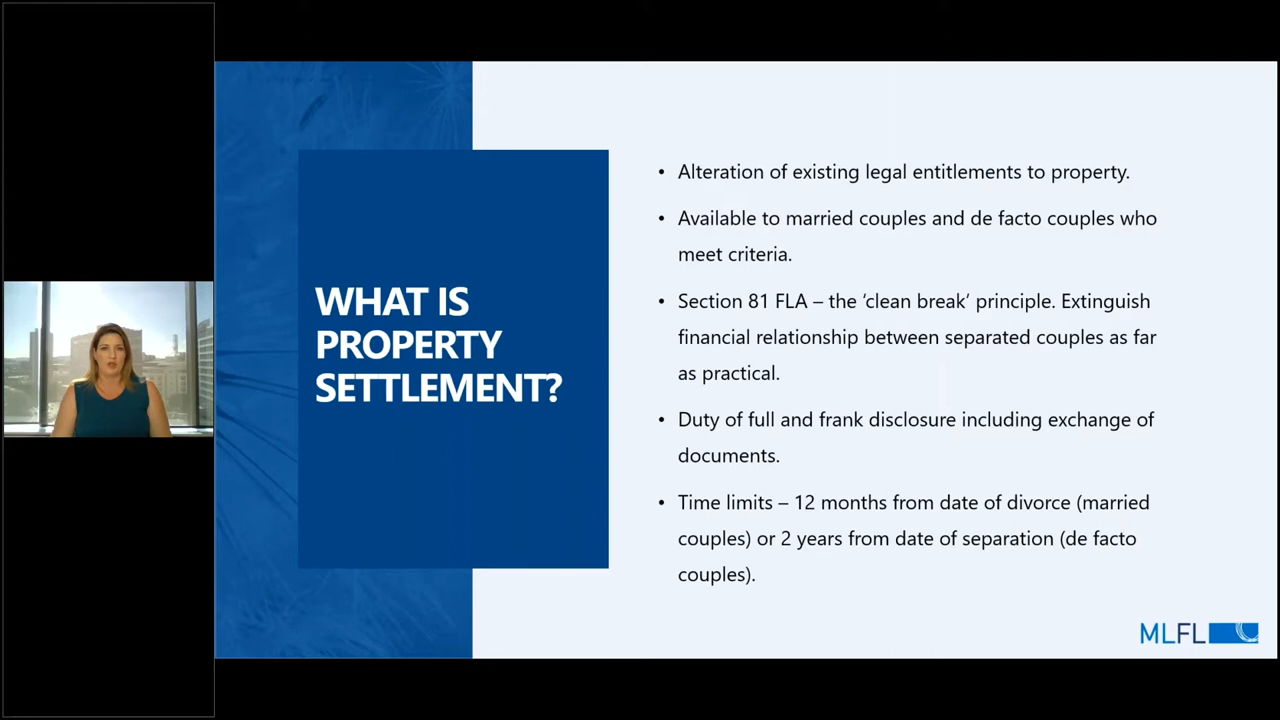 WHAT IS
PROPERTY
SETTLEMENT?
• Alteration of existing legal entitlements to property.
• Available to married couples and de facto couples who
meet criteria.
• Section 81 FLA – the ‘clean break’ principle. Extinguish
financial relationship between separated couples as far
as practical.
• Duty of full and frank disclosure including exchange of
documents.
• Time limits – 12 months from date of divorce (married
couples) or 2 years from date of separation (de facto
couples).
MLFL